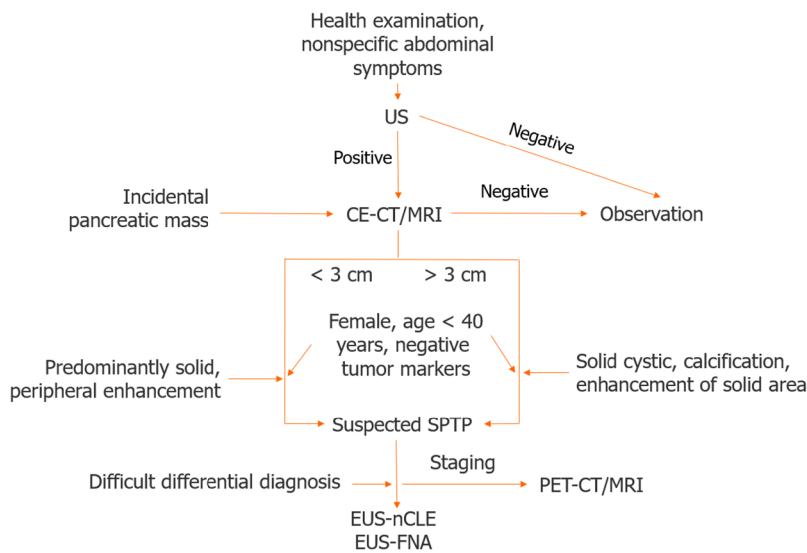 Health examination,
nonspecific abdominal
symptoms
US
Negative
Positive
Incidental
pancreatic mass
CE-CT/MRI
Negative
Observation
< 3 cm
> 3 cm
Female, age < 40
years, negative
tumor markers
Predominantly solid,
peripheral enhancement
Solid cystic, calcification,
enhancement of solid area
Suspected SPTP
Difficult differential diagnosis
Staging
PET-CT/MRI
EUS-nCLE
EUS-FNA